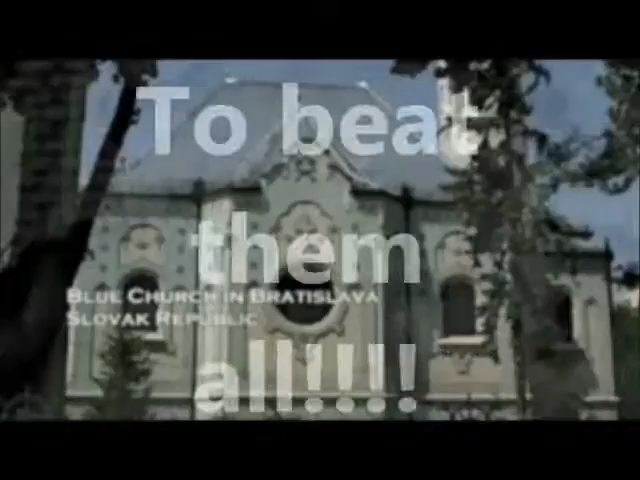 To beat
them
BLUE CHURCH IN BRATISLAVA
SLOVAK REPUBLIC
all!!!!